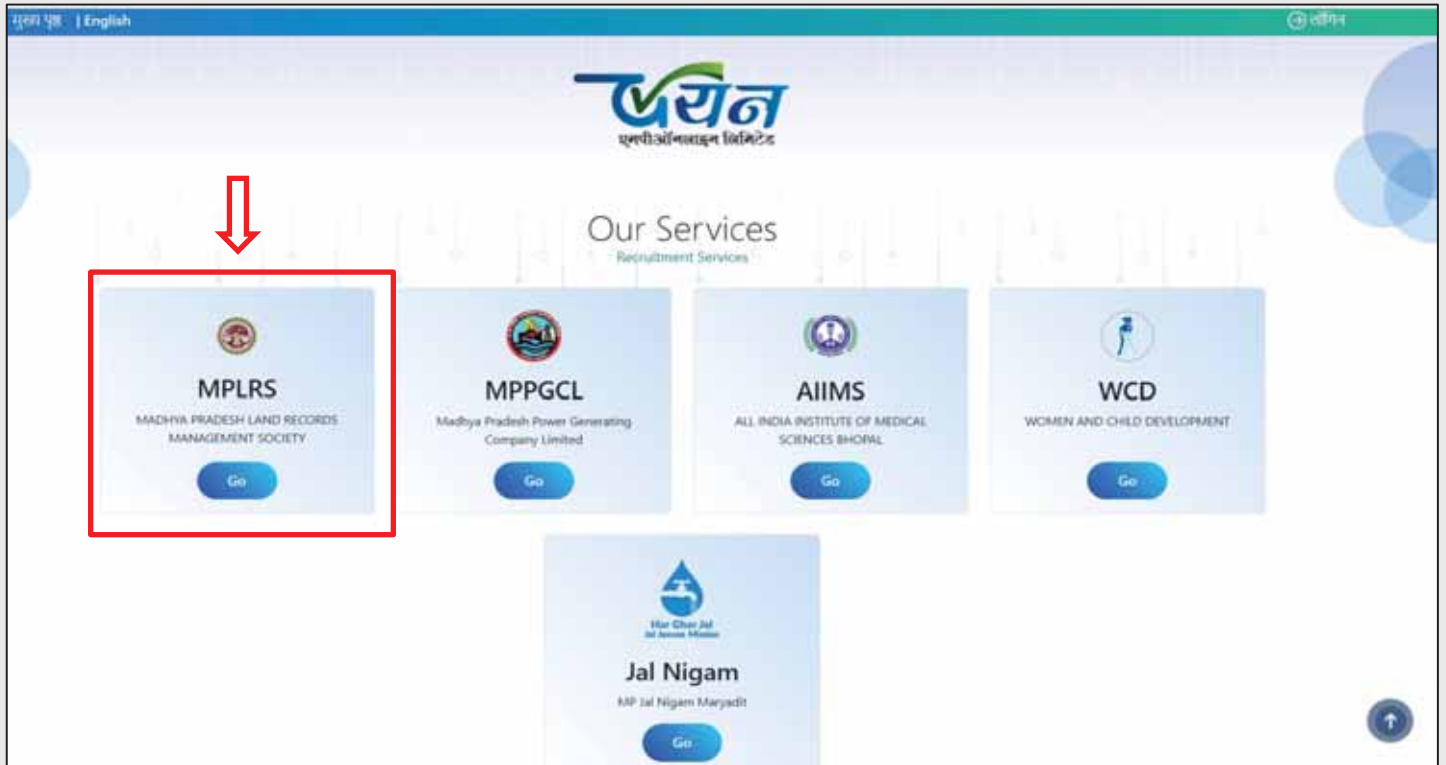 मुख्य पृष्ठ | English
लॉगिन
चयन
एमपीऑनलाइन लिमिटेड
Our Services
Recruitment Services
MPLRS
MADHYA PRADESH LAND RECORDS
MANAGEMENT SOCIETY
Go
MPPGCL
Madhya Pradesh Power Generating
Company Limited
Go
AIIMS
ALL INDIA INSTITUTE OF MEDICAL
SCIENCES BHOPAL
Go
WCD
WOMEN AND CHILD DEVELOPMENT
Go
Har Ghar Jal
Jal Jeevan Mission
Jal Nigam
MP Jal Nigam Maryadit
Go